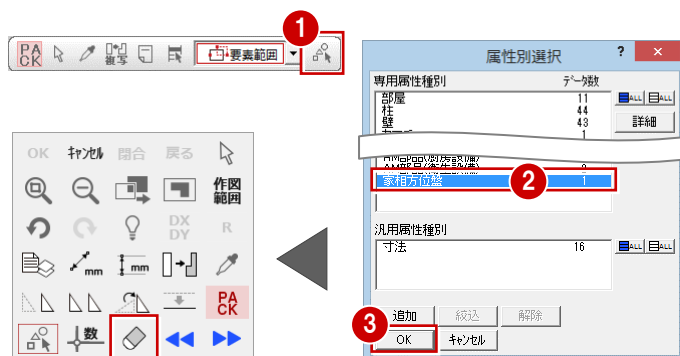 1
PA
CK
複写
要素範囲
属性別選択 ? ×
専用属性種別 データ数
部屋 11
柱 44
壁 43
1
ALL ALL
詳細
家相方位盤 1
2
汎用属性種別
寸法 16
ALL ALL
追加 絞込 解除
3
OK キャンセル
OK キャンセル 閉合 戻る
作図
範囲
DX
DY
R
mm mm
PA
CK
数